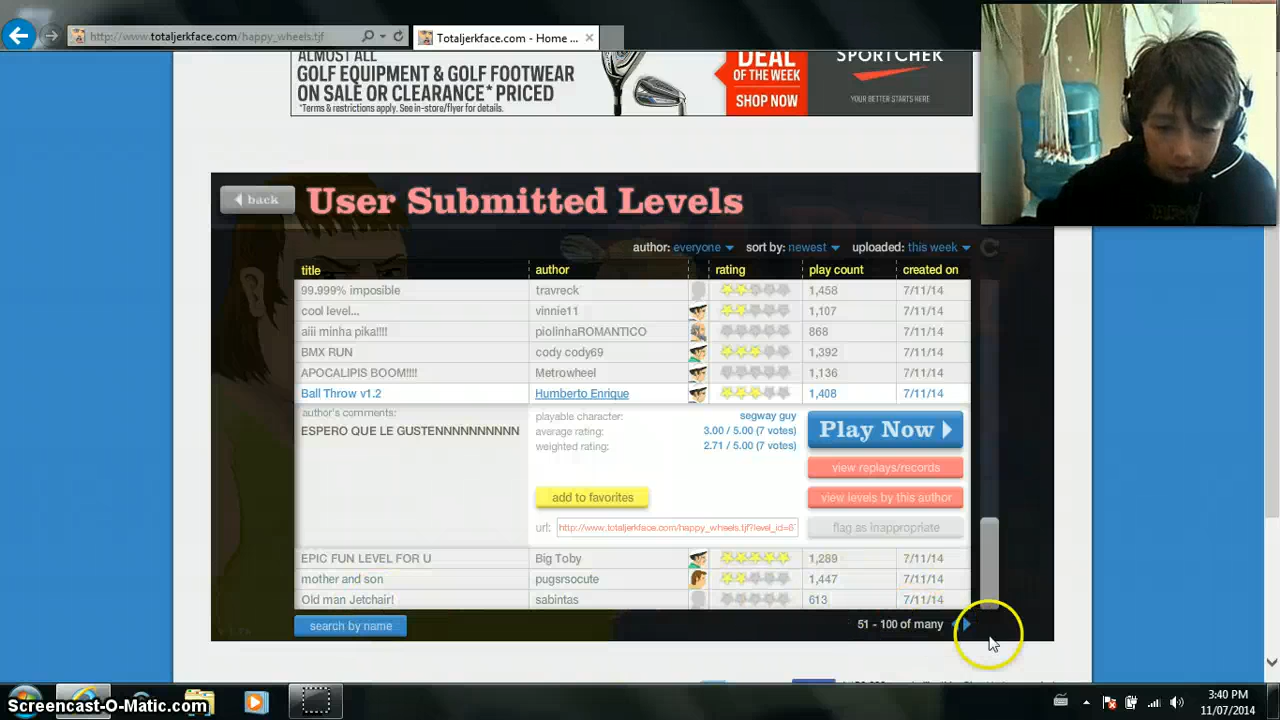 http://www.totaljerkface.com/happy_wheels.tjf
Totaljerkface.com - Home ...
ALMOST ALL
GOLF EQUIPMENT & GOLF FOOTWEAR
ON SALE OR CLEARANCE* PRICED
*Terms & restrictions apply. See in-store/flyer for details.
DEAL
OF THE WEEK
SHOP NOW
SPORTCHEK
YOUR BETTER STARTS HERE
back
User Submitted Levels
author: everyone sort by: newest uploaded: this week
title author rating play count created on
99.999% imposible travreck 1,458 7/11/14
cool level... vinnie11 1,107 7/11/14
aiii minha pika!!!! piolinhaROMANTICO 868 7/11/14
BMX RUN cody cody69 1,392 7/11/14
APOCALIPIS BOOM!!!! Metrowheel 1,136 7/11/14
Ball Throw v1.2 Humberto Enrique 1,408 7/11/14
author's comments:
ESPERO QUE LE GUSTENNNNNNNNNN
playable character: segway guy
average rating: 3.00 / 5.00 (7 votes)
weighted rating: 2.71 / 5.00 (7 votes)
Play Now
view replays/records
add to favorites
view levels by this author
url: http://www.totaljerkface.com/happy_wheels.tjf?level_id=6
flag as inappropriate
EPIC FUN LEVEL FOR U Big Toby 1,289 7/11/14
mother and son pugsrsocute 1,447 7/11/14
Old man Jetchair! sabintas 613 7/11/14
search by name
51 - 100 of many
Screencast-O-Matic.com
3:40 PM
11/07/2014